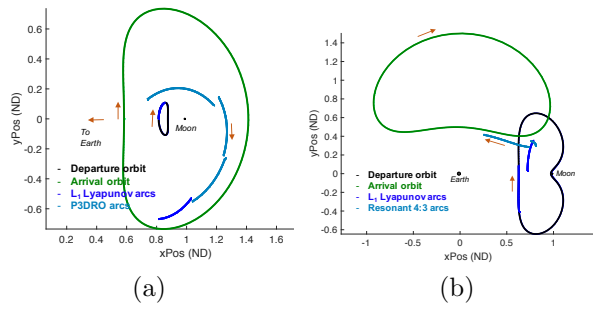 yPos (ND)
0.6
0.4
0.2
0
-0.2
-0.4
-0.6
0.2 0.4 0.6 0.8 1.0 1.2 1.4 1.6
xPos (ND)
To
Earth
Moon
- Departure orbit
- Arrival orbit
- L₁ Lyapunov arcs
- P3DRO arcs
(a)
yPos (ND)
1.4
1.2
1
0.8
0.6
0.4
0.2
0
-0.2
-0.4
-0.6
-1 -0.5 0 0.5 1
xPos (ND)
Earth
Moon
- Departure orbit
- Arrival orbit
- L₁ Lyapunov arcs
- Resonant 4:3 arcs
(b)